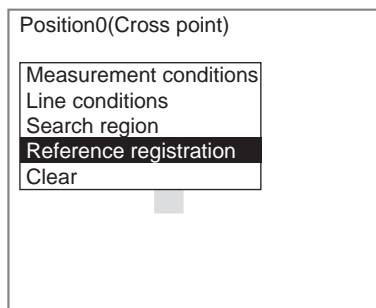 Position0(Cross point)
Measurement conditions
Line conditions
Search region
Reference registration
Clear